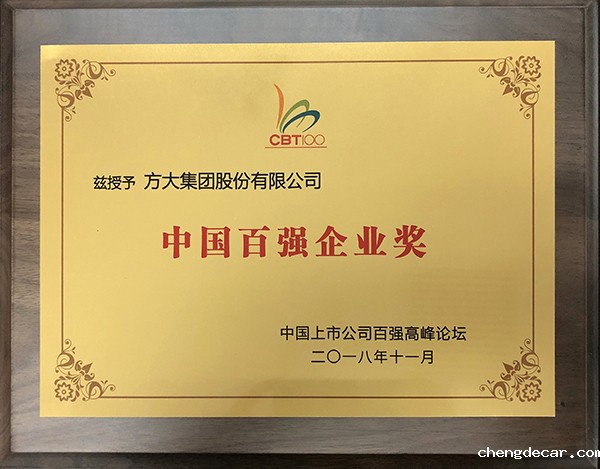 CBT100
兹授予 方大集团股份有限公司
中国百强企业奖
中国上市公司百强高峰论坛
二〇一八年十一月
chengdecar.com